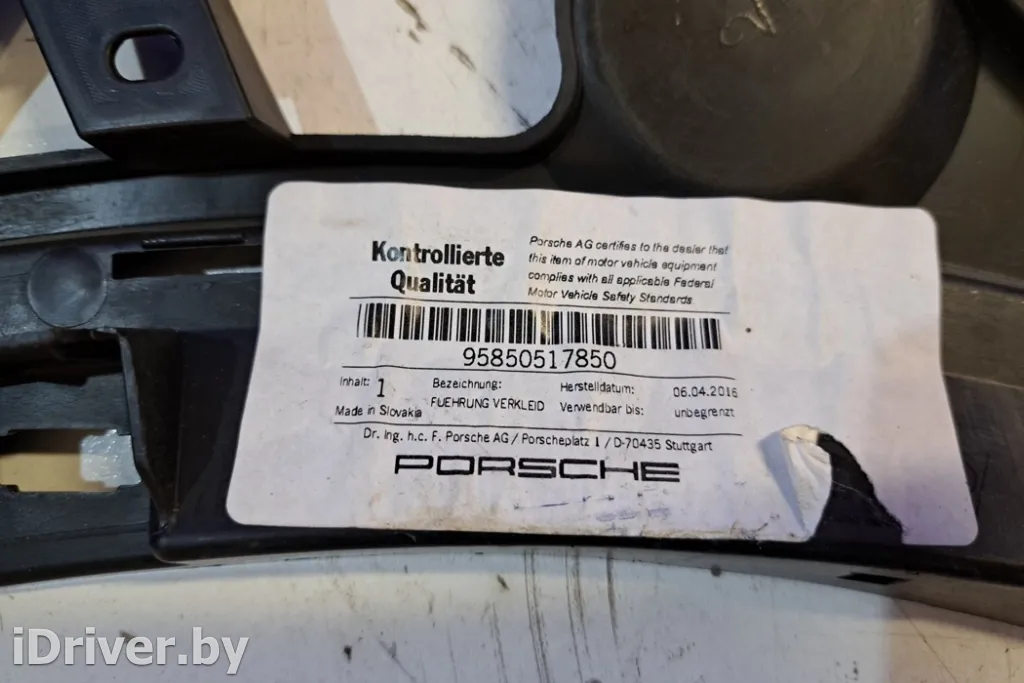 Kontrollierte
Qualität
Porsche AG certifies to the dealer that
this item of motor vehicle equipment
complies with all applicable Federal
Motor Vehicle Safety Standards
95850517850
Inhalt: 1
Made in Slovakia
Bezeichnung:
FUEHRUNG VERKLEID
Herstelldatum: 06.04.2016
Verwendbar bis: unbegrenzt
Dr. Ing. h.c. F. Porsche AG / Porscheplatz 1 / D-70435 Stuttgart
PORSCHE
iDriver.by